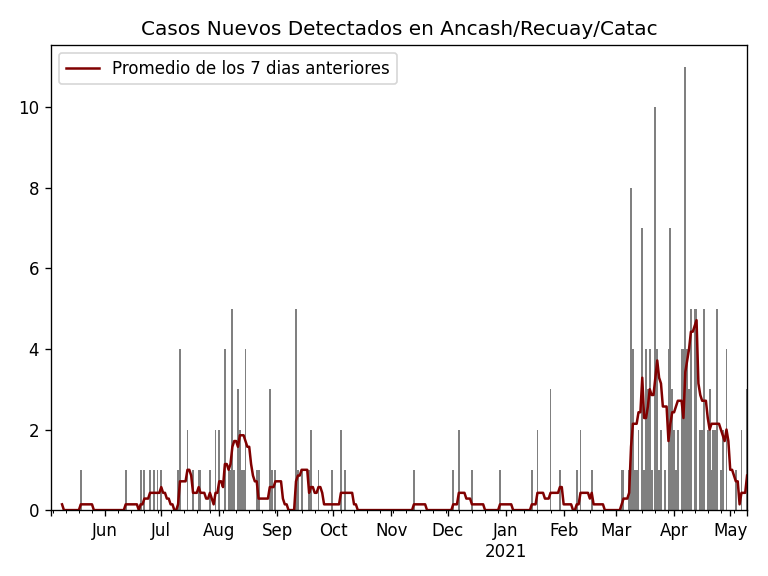 Casos Nuevos Detectados en Ancash/Recuay/Catac
Promedio de los 7 dias anteriores
10
8
6
4
2
0
Jun Jul Aug Sep Oct Nov Dec Jan Feb Mar Apr May
2021